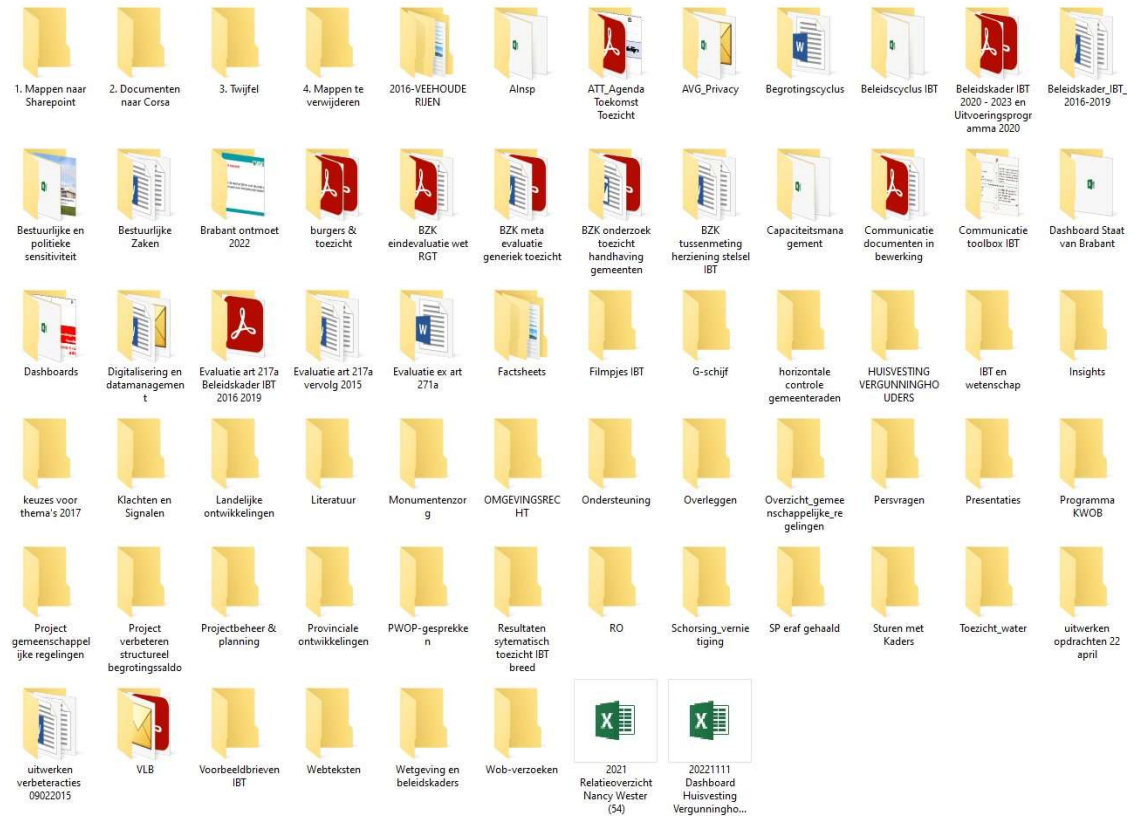 1. Mappen naar
Sharepoint
2. Documenten
naar Corsa
3. Twijfel
4. Mappen te
verwijderen
2016-VEEHOUDE
RIJEN
AInsp
ATT_Agenda
Toekomst
Toezicht
AVG_Privacy
Begrotingscyclus
Beleidscyclus IBT
Beleidskader IBT
2020 - 2023 en
Uitvoeringsprogr
amma 2020
Beleidskader_IBT_
2016-2019
Bestuurlijke en
politieke
sensitiviteit
Bestuurlijke
Zaken
Brabant ontmoet
2022
burgers &
toezicht
BZK
eindevaluatie wet
RGT
BZK meta
evaluatie
generiek toezicht
BZK onderzoek
toezicht
handhaving
gemeenten
BZK
tussenmeting
herziening stelsel
IBT
Capaciteitsmana
gement
Communicatie
documenten in
bewerking
Communicatie
toolbox IBT
Dashboard Staat
van Brabant
Dashboards
Digitalisering en
datamanagemen
t
Evaluatie art 217a
Beleidskader IBT
2016 2019
Evaluatie art 217a
vervolg 2015
Evaluatie ex art
271a
Factsheets
Filmpjes IBT
G-schijf
horizontale
controle
gemeenteraden
HUISVESTING
VERGUNNINGHO
UDERS
IBT en
wetenschap
Insights
keuzes voor
thema's 2017
Klachten en
Signalen
Landelijke
ontwikkelingen
Literatuur
Monumentenzor
g
OMGEVINGSREC
HT
Ondersteuning
Overleggen
Overzicht_gemee
nschappelijke_re
gelingen
Persvragen
Presentaties
Programma
KWOB
Project
gemeenschappel
ijke regelingen
Project
verbeteren
structureel
begrotingssaldo
Projectbeheer &
planning
Provinciale
ontwikkelingen
PWOP-gesprekke
n
Resultaten
sytematisch
toezicht IBT
breed
RO
Schorsing_vernie
tiging
SP eraf gehaald
Sturen met
Kaders
Toezicht_water
uitwerken
opdrachten 22
april
uitwerken
verbeteracties
09022015
VLB
Voorbeeldbrieven
IBT
Webteksten
Wetgeving en
beleidskaders
Wob-verzoeken
2021
Relatieoverzicht
Nancy Wester
(54)
20221111
Dashboard
Huisvesting
Vergunningho...